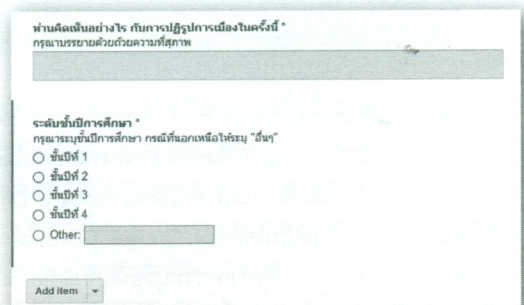 ท่านคิดเห็นอย่างไร กับการปฏิรูปการเมืองในครั้งนี้ *
กรุณาบรรยายด้วยถ้วยความที่สุภาพ
ระดับชั้นปีการศึกษา *
กรุณาระบุชั้นปีการศึกษา กรณีที่นอกเหนือให้ระบุ "อื่นๆ"
ชั้นปีที่ 1
ชั้นปีที่ 2
ชั้นปีที่ 3
ชั้นปีที่ 4
Other:
Add item